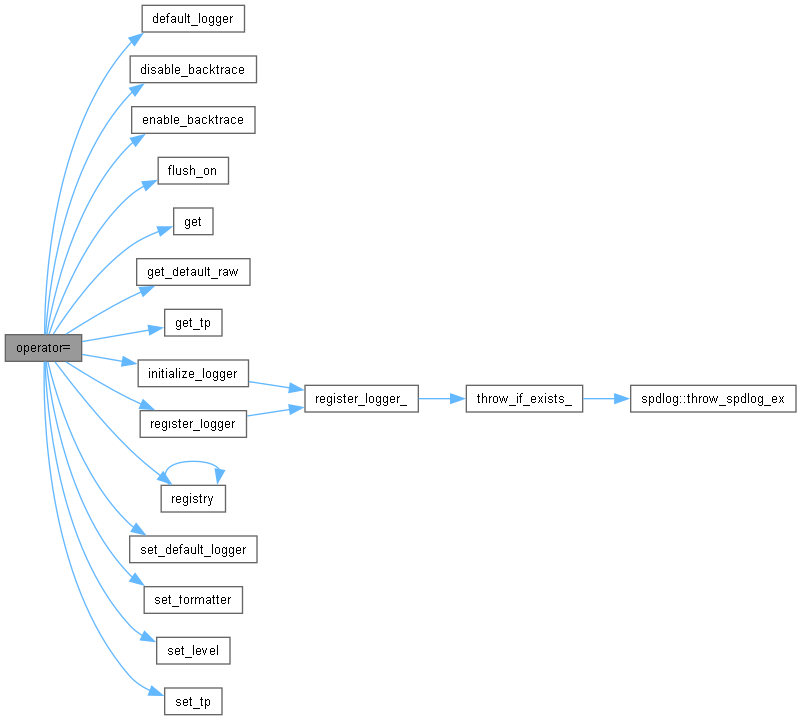 default_logger
disable_backtrace
enable_backtrace
flush_on
get
get_default_raw
get_tp
operator=
initialize_logger
register_logger_
throw_if_exists_
spdlog::throw_spdlog_ex
register_logger
registry
set_default_logger
set_formatter
set_level
set_tp